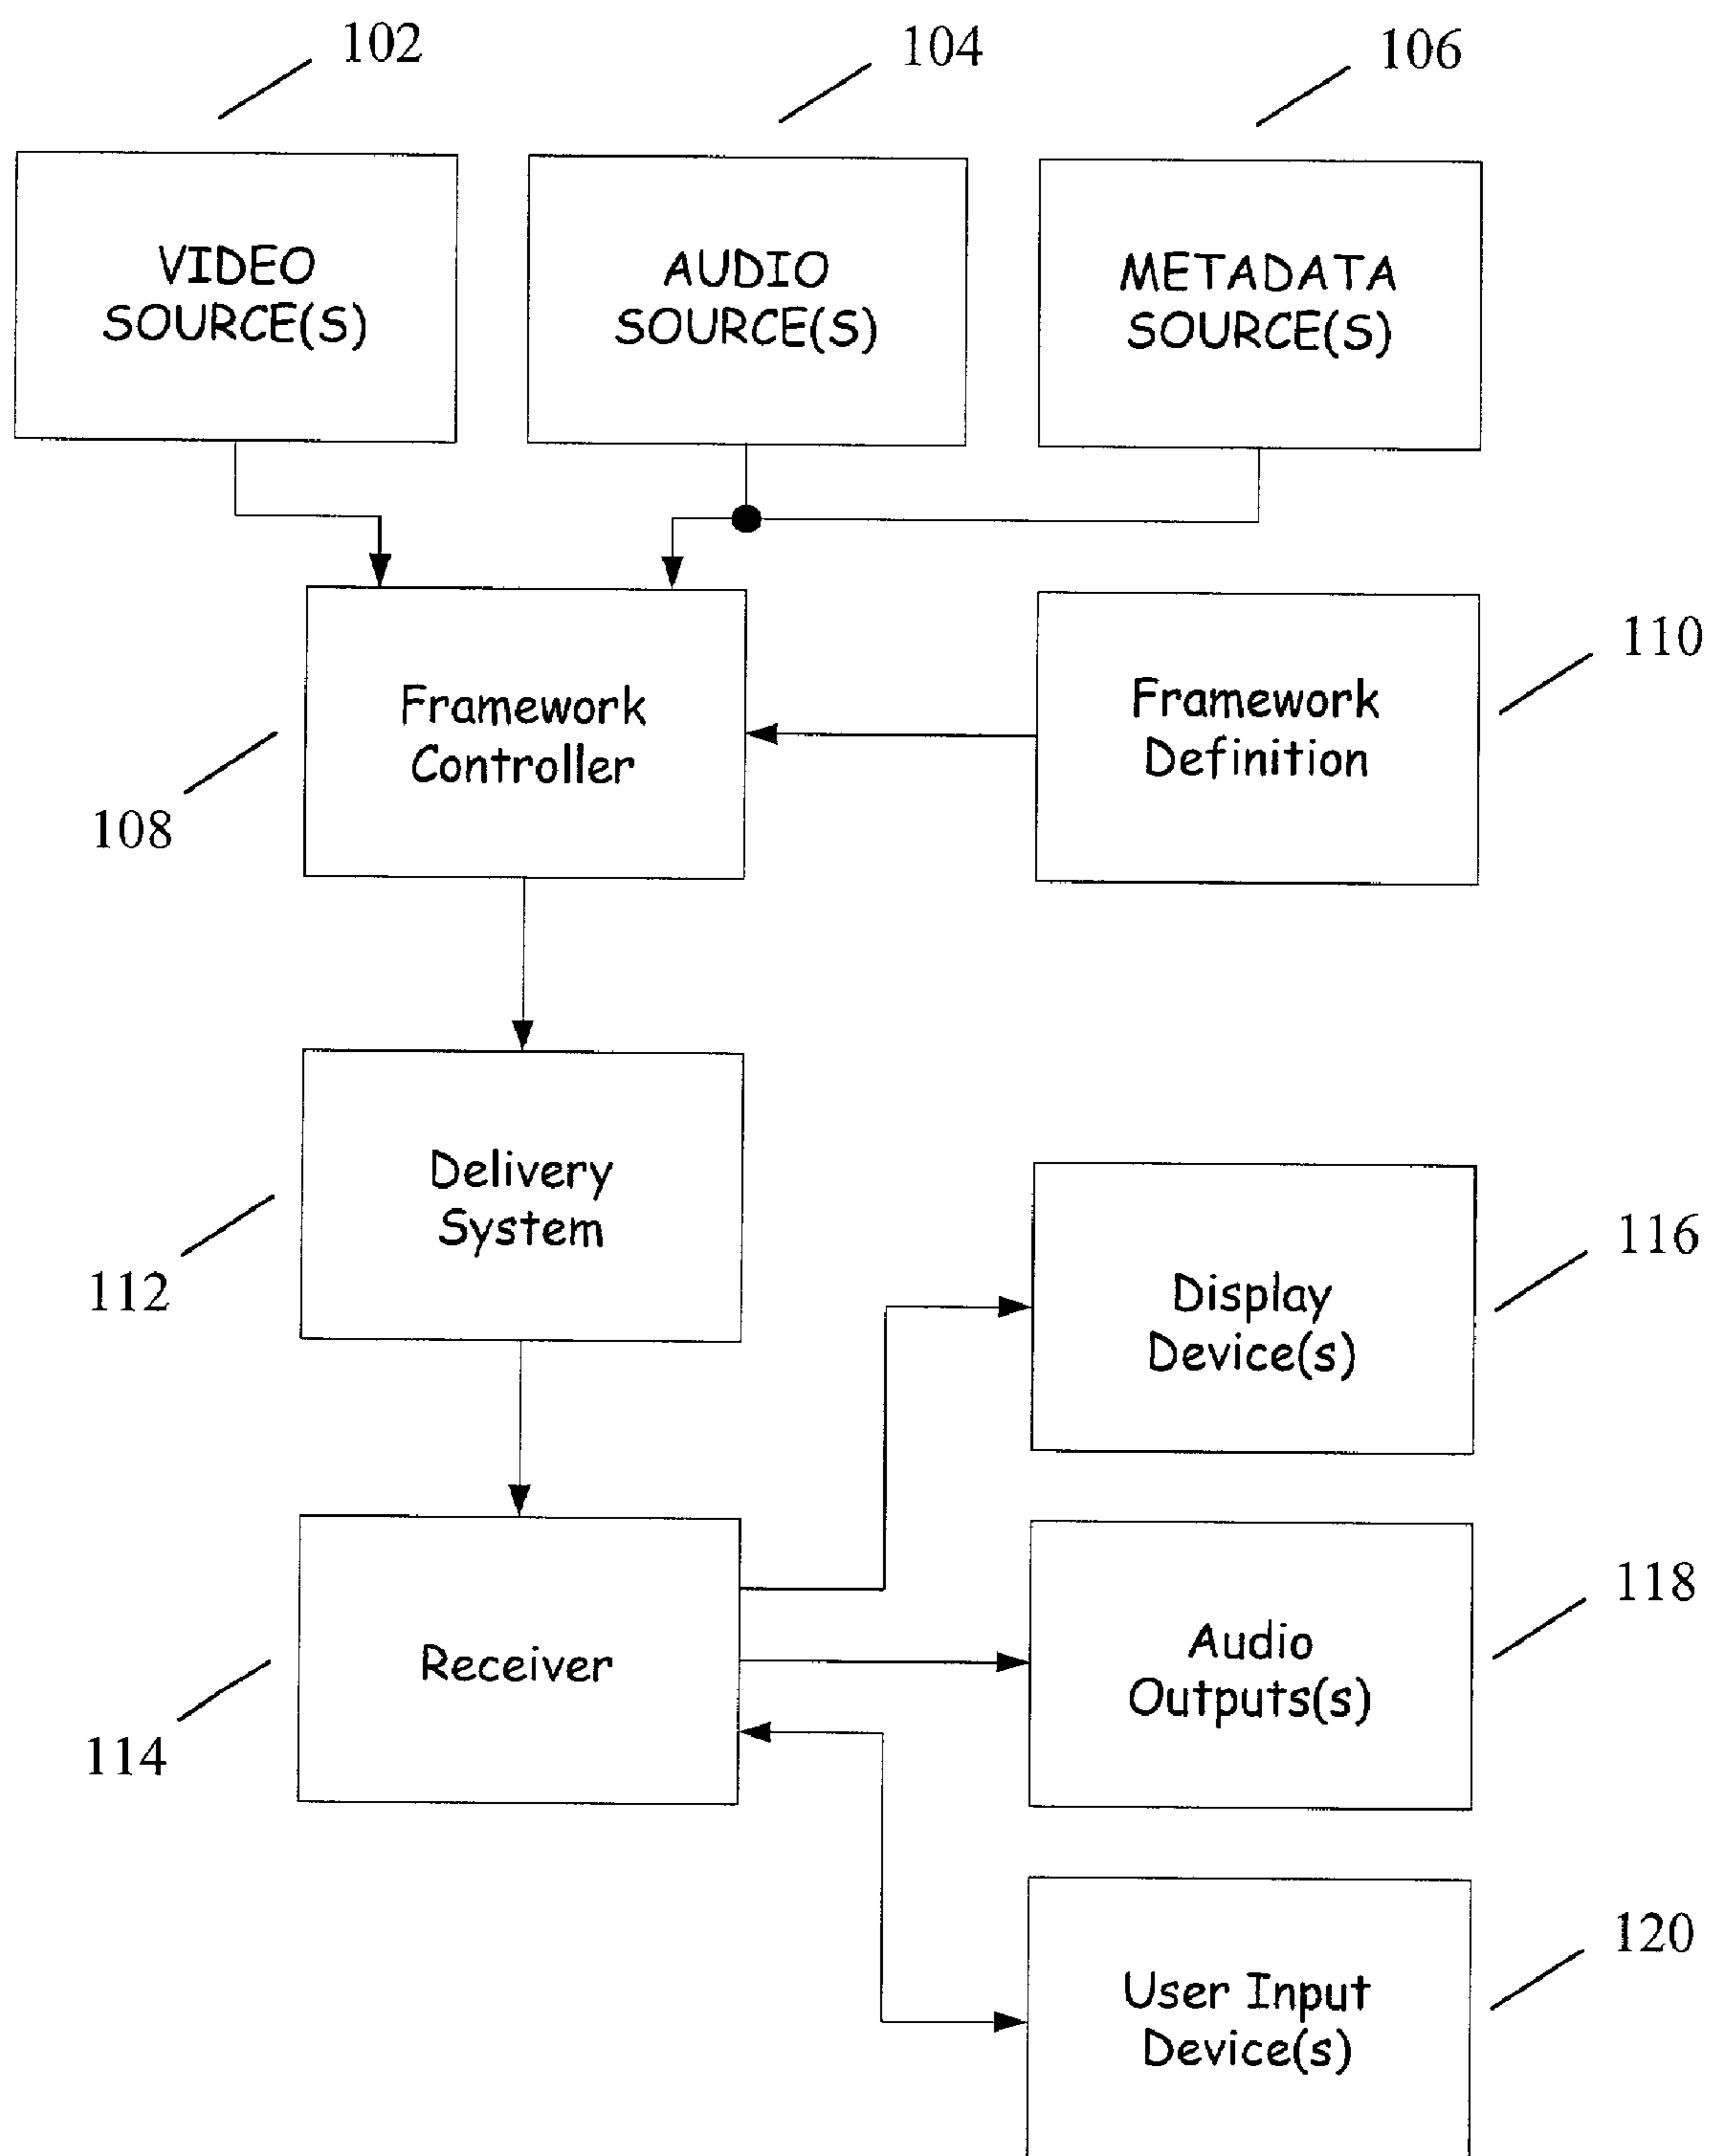 102
104
106
VIDEO
SOURCE(S)
AUDIO
SOURCE(S)
METADATA
SOURCE(S)
Framework
Controller
108
Framework
Definition
110
Delivery
System
112
Display
Device(s)
116
Receiver
114
Audio
Outputs(s)
118
User Input
Device(s)
120